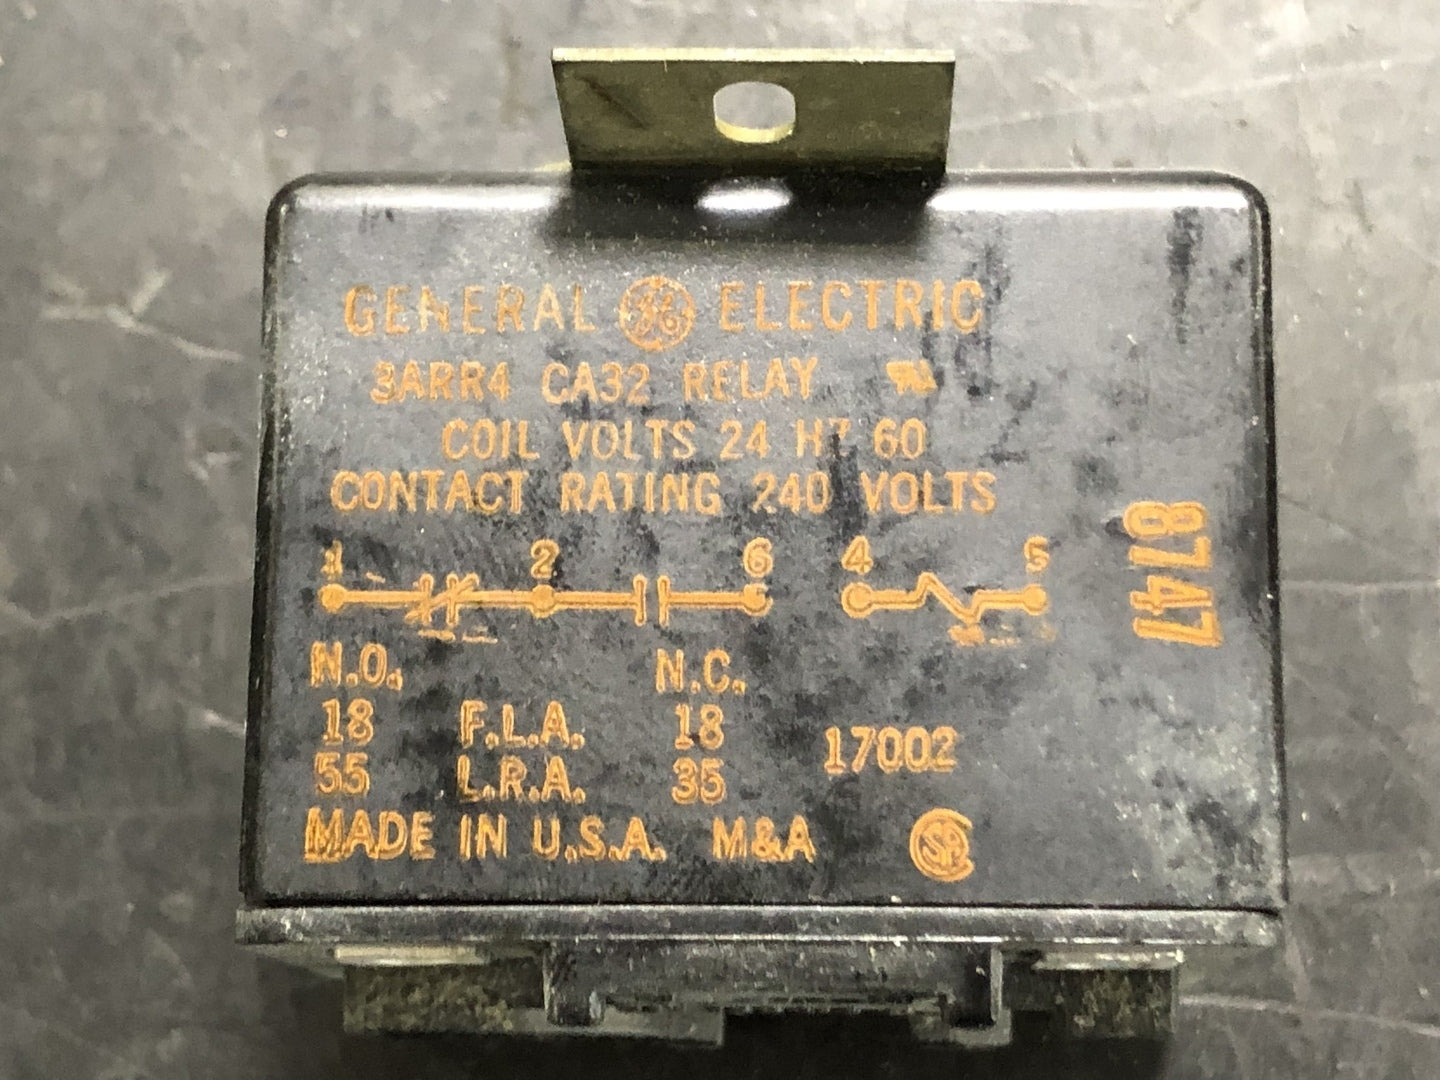 GENERAL GE ELECTRIC
3ARR4 CA32 RELAY
COIL VOLTS 24 HZ 60
CONTACT RATING 240 VOLTS
1 2 6 4 5
8747
N.O. N.C.
18 F.L.A. 18
55 L.R.A. 35
17002
MADE IN U.S.A. M&A